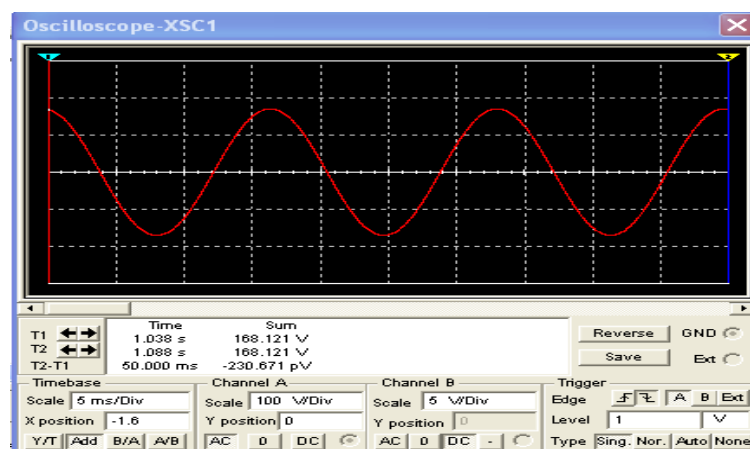 Oscilloscope-XSC1
1 2
Time Sum
T1 1.038 s 168.121 V
T2 1.088 s 168.121 V
T2-T1 50.000 ms -230.671 pV
Reverse GND
Save Ext
Timebase Channel A Channel B Trigger
Scale 5 ms/Div Scale 100 V/Div Scale 5 V/Div Edge A B Ext
X position -1.6 Y position 0 Y position 0 Level 1 V
Y/T Add B/A A/B AC 0 DC AC 0 DC - Type Sing. Nor. Auto None